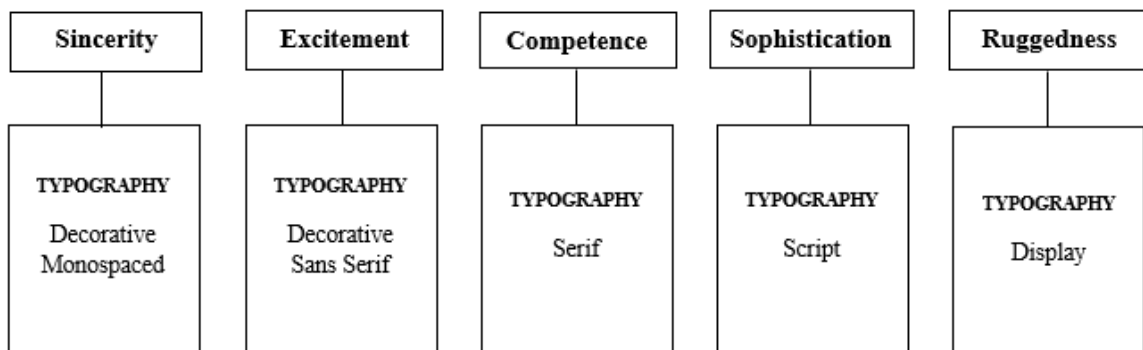 Sincerity
TYPOGRAPHY
Decorative
Monospaced
Excitement
TYPOGRAPHY
Decorative
Sans Serif
Competence
TYPOGRAPHY
Serif
Sophistication
TYPOGRAPHY
Script
Ruggedness
TYPOGRAPHY
Display